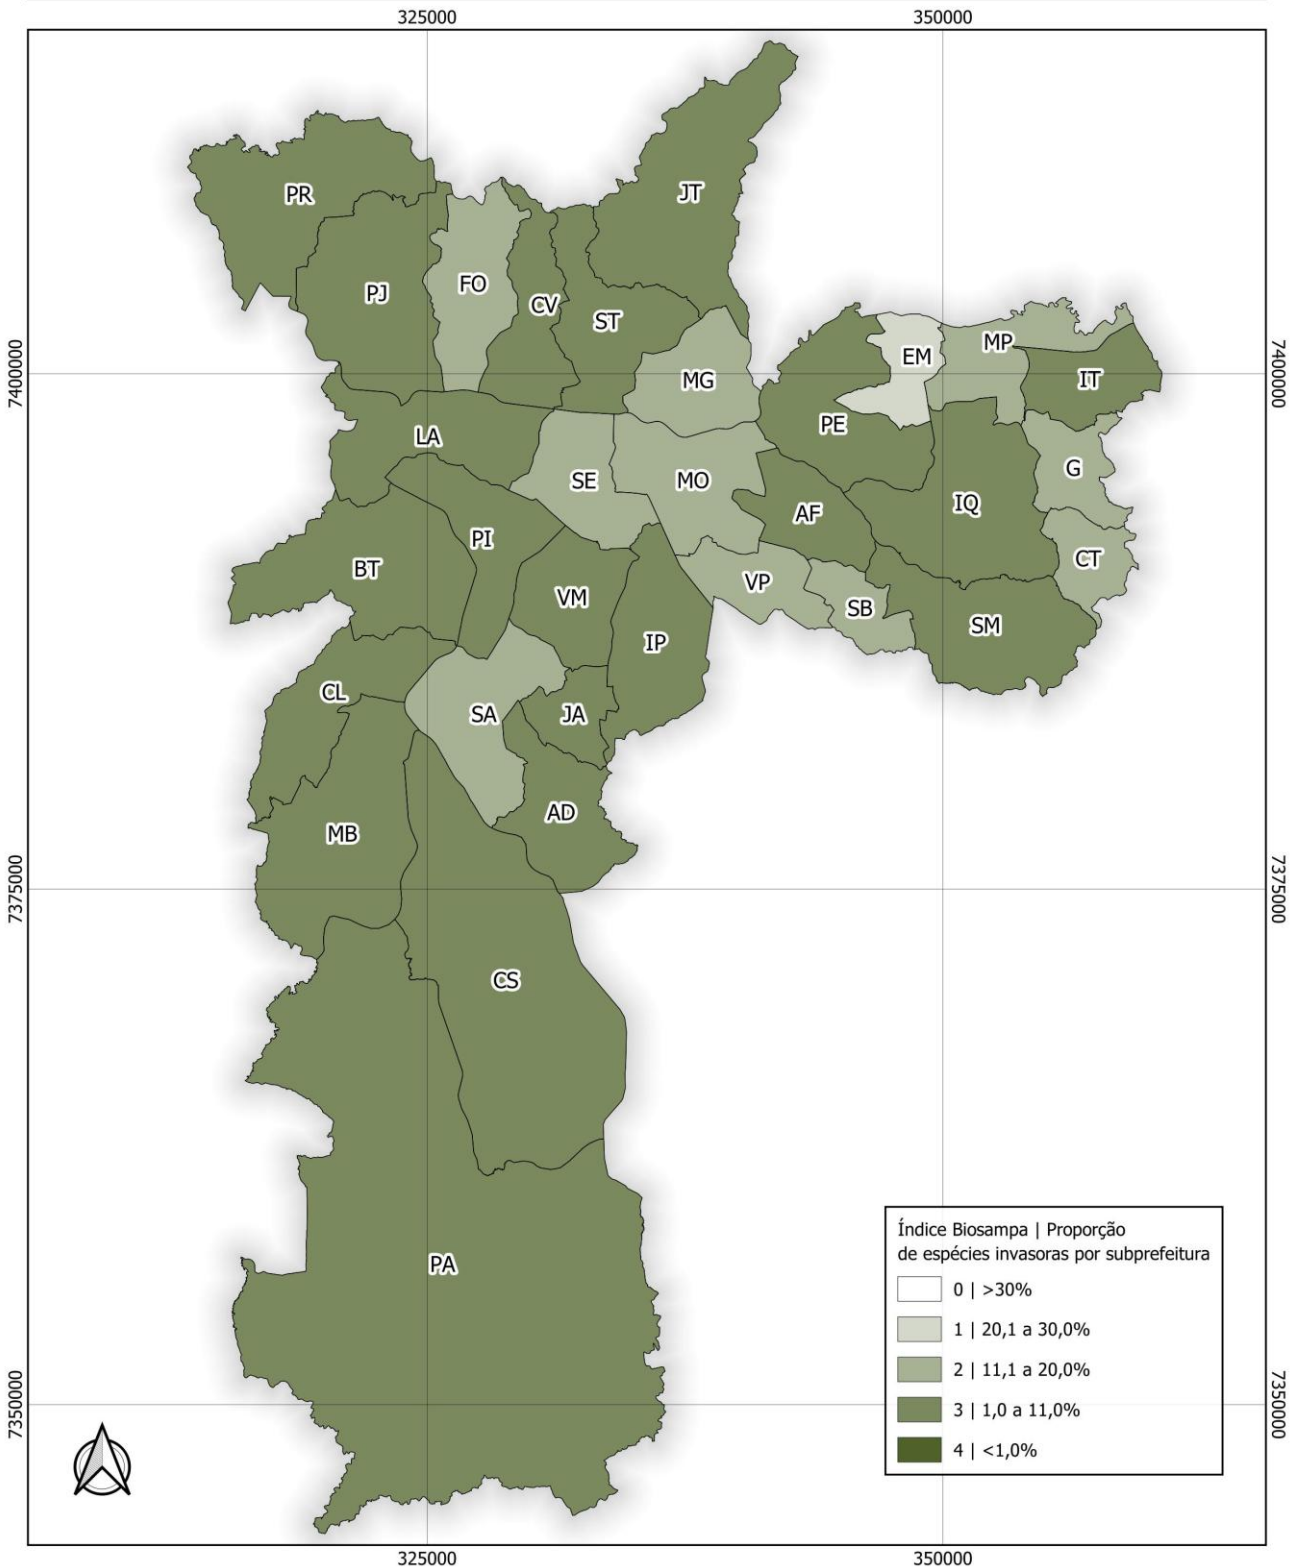 325000
350000
PR
JT
PJ
FO
CV
ST
EM
MP
7400000
MG
IT
7400000
PE
LA
G
SE
MO
IQ
AF
PI
CT
BT
VP
VM
SB
SM
IP
CL
SA
JA
AD
MB
7375000
7375000
CS
PA
Índice Biosampa | Proporção
de espécies invasoras por subprefeitura
0 | >30%
1 | 20,1 a 30,0%
2 | 11,1 a 20,0%
3 | 1,0 a 11,0%
4 | <1,0%
7350000
7350000
325000
350000